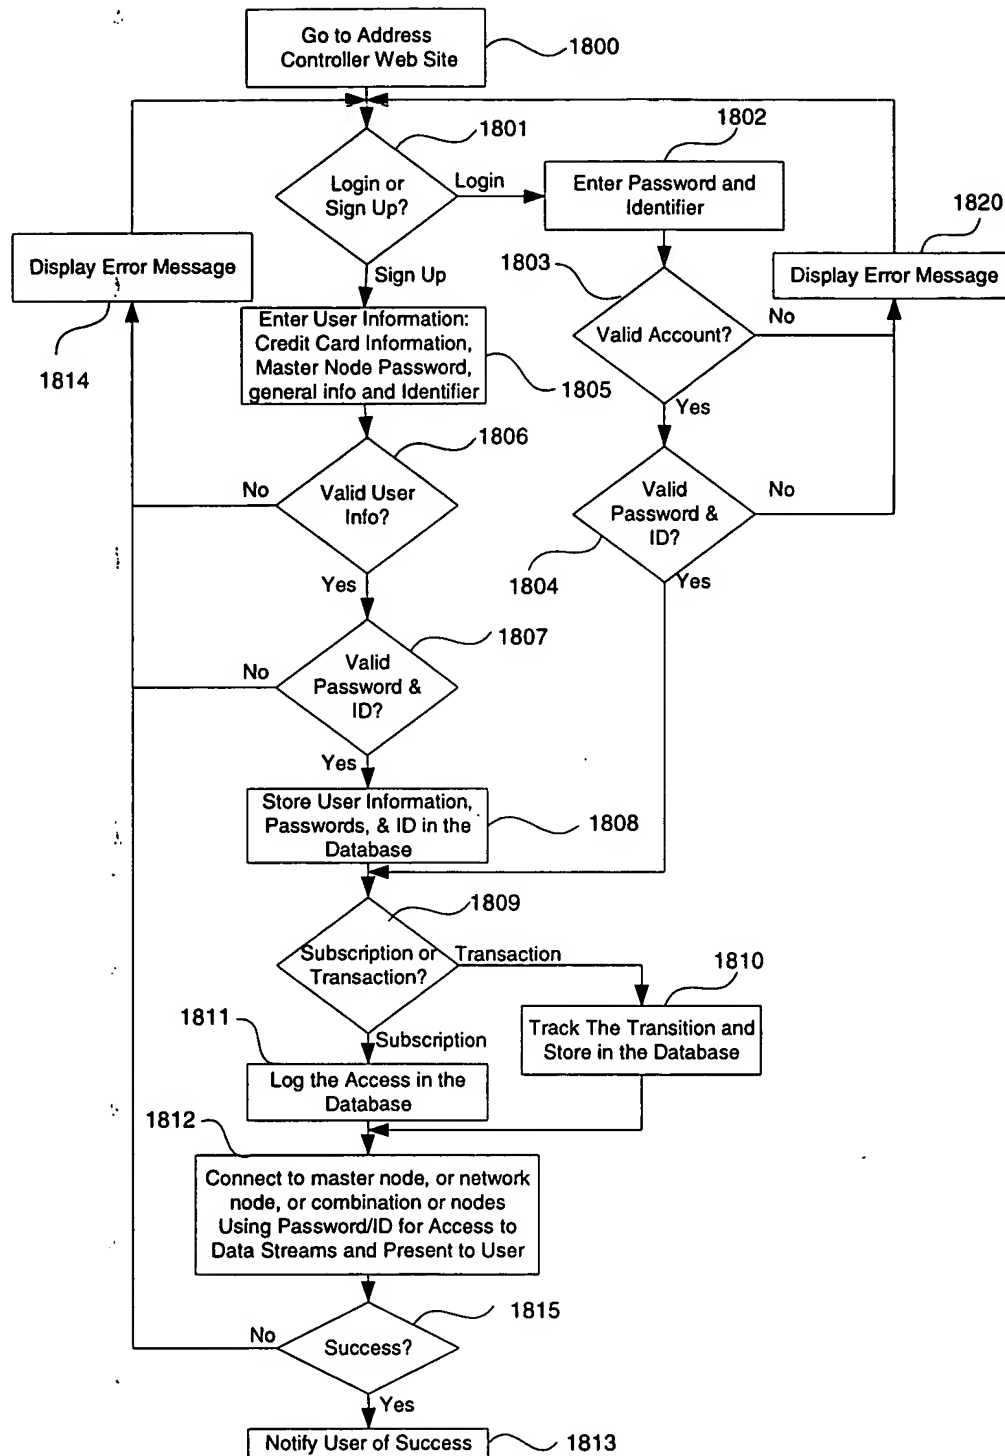 Go to Address
Controller Web Site
1800
1801
1802
Login or
Sign Up?
Login
Enter Password and
Identifier
1820
Display Error Message
1814
Sign Up
1803
Display Error Message
Enter User Information:
Credit Card Information,
Master Node Password,
general info and Identifier
1805
Valid Account?
No
Yes
1806
No
Valid User
Info?
Valid
Password &
ID?
No
1804
Yes
Yes
1807
No
Valid
Password &
ID?
Yes
Store User Information,
Passwords, & ID in the
Database
1808
1809
Subscription or
Transaction?
Transaction
1810
1811
Subscription
Track The Transition and
Store in the Database
Log the Access in the
Database
1812
Connect to master node, or network
node, or combination or nodes
Using Password/ID for Access to
Data Streams and Present to User
1815
No
Success?
Yes
Notify User of Success
1813